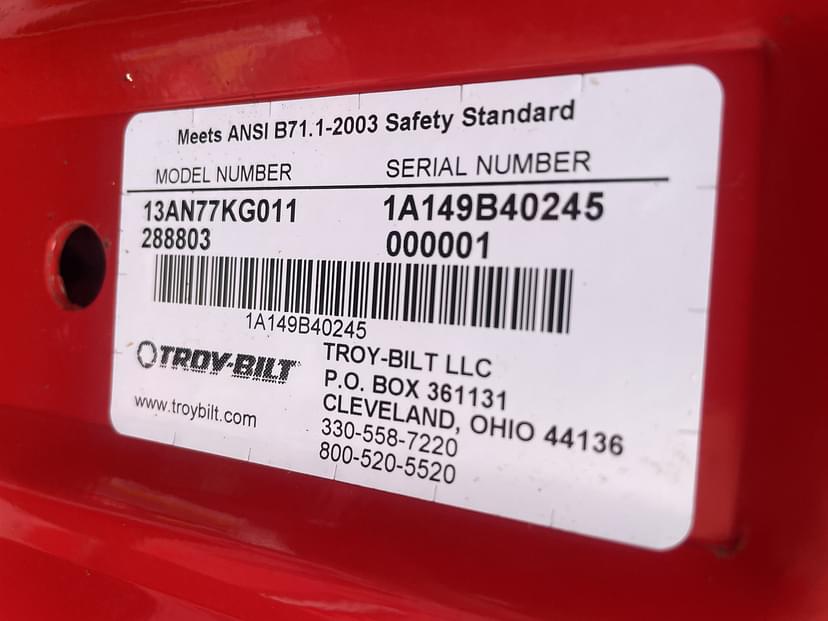 Meets ANSI B71.1-2003 Safety Standard
MODEL NUMBER SERIAL NUMBER
13AN77KG011 1A149B40245
288803 000001
1A149B40245
TROY-BILT
www.troybilt.com
TROY-BILT LLC
P.O. BOX 361131
CLEVELAND, OHIO 44136
330-558-7220
800-520-5520